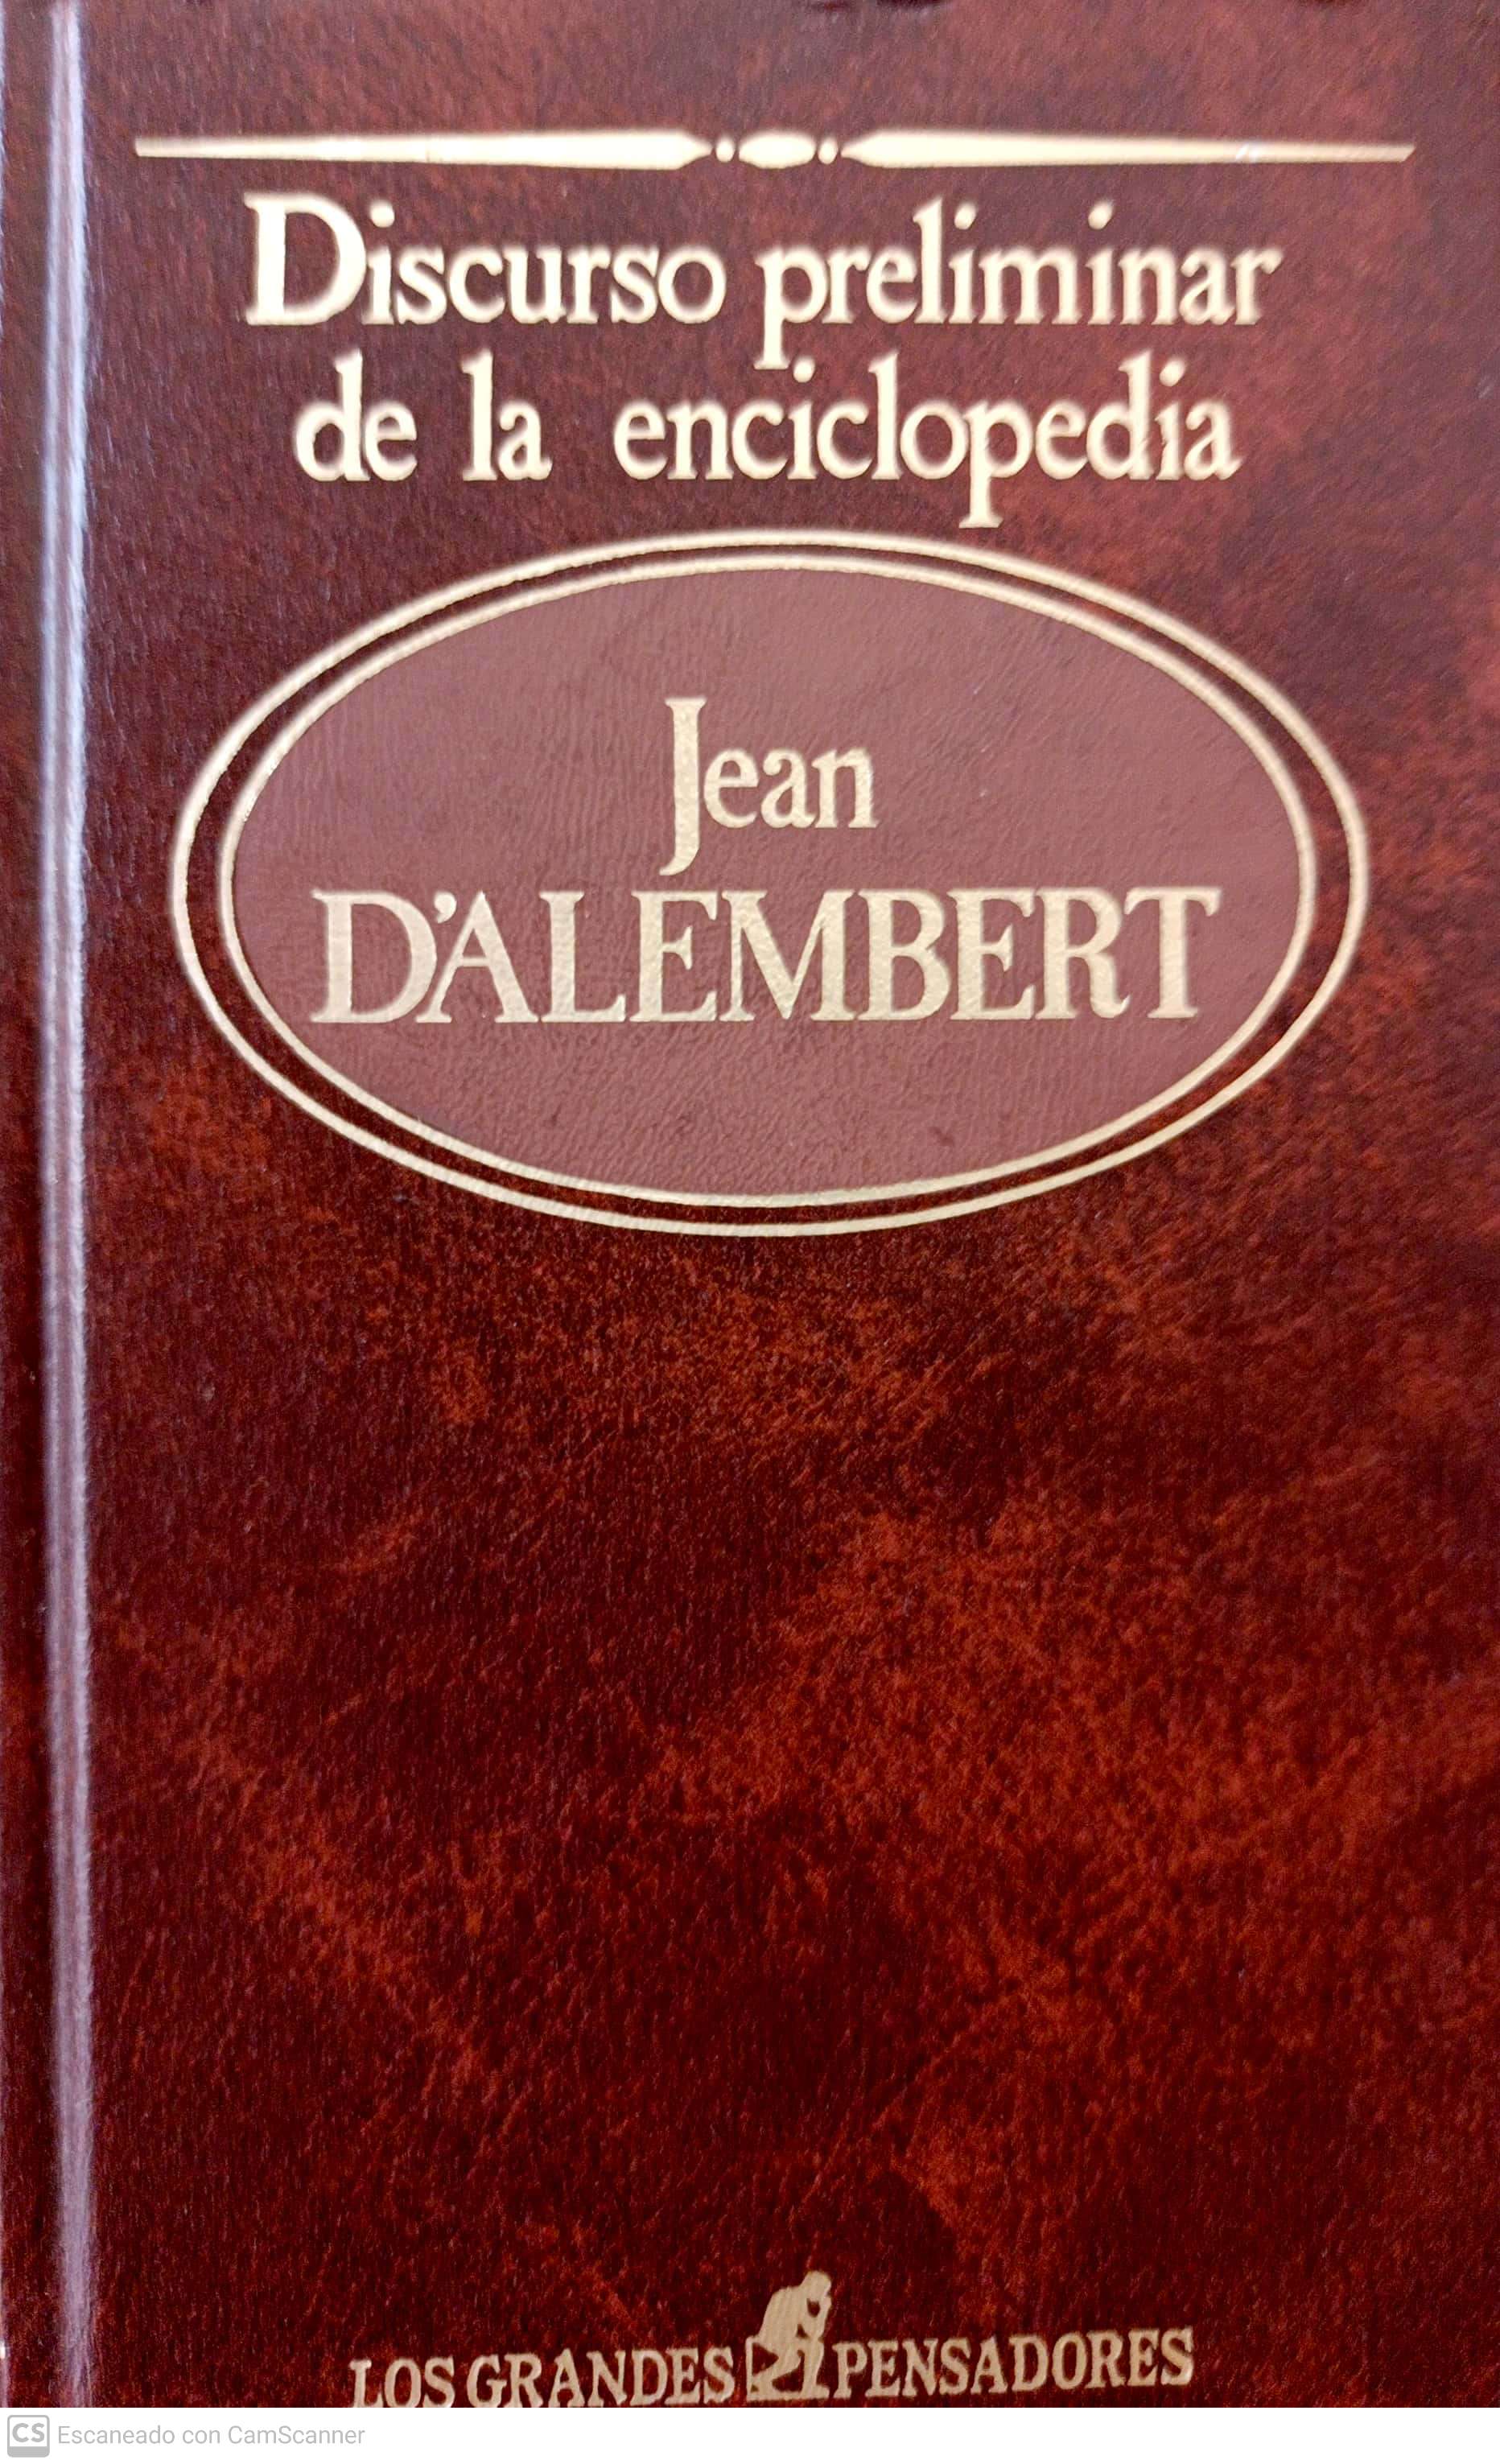 Discurso preliminar
de la enciclopedia
Jean
D'ALEMBERT
LOS GRANDES PENSADORES
CS Escaneado con CamScanner